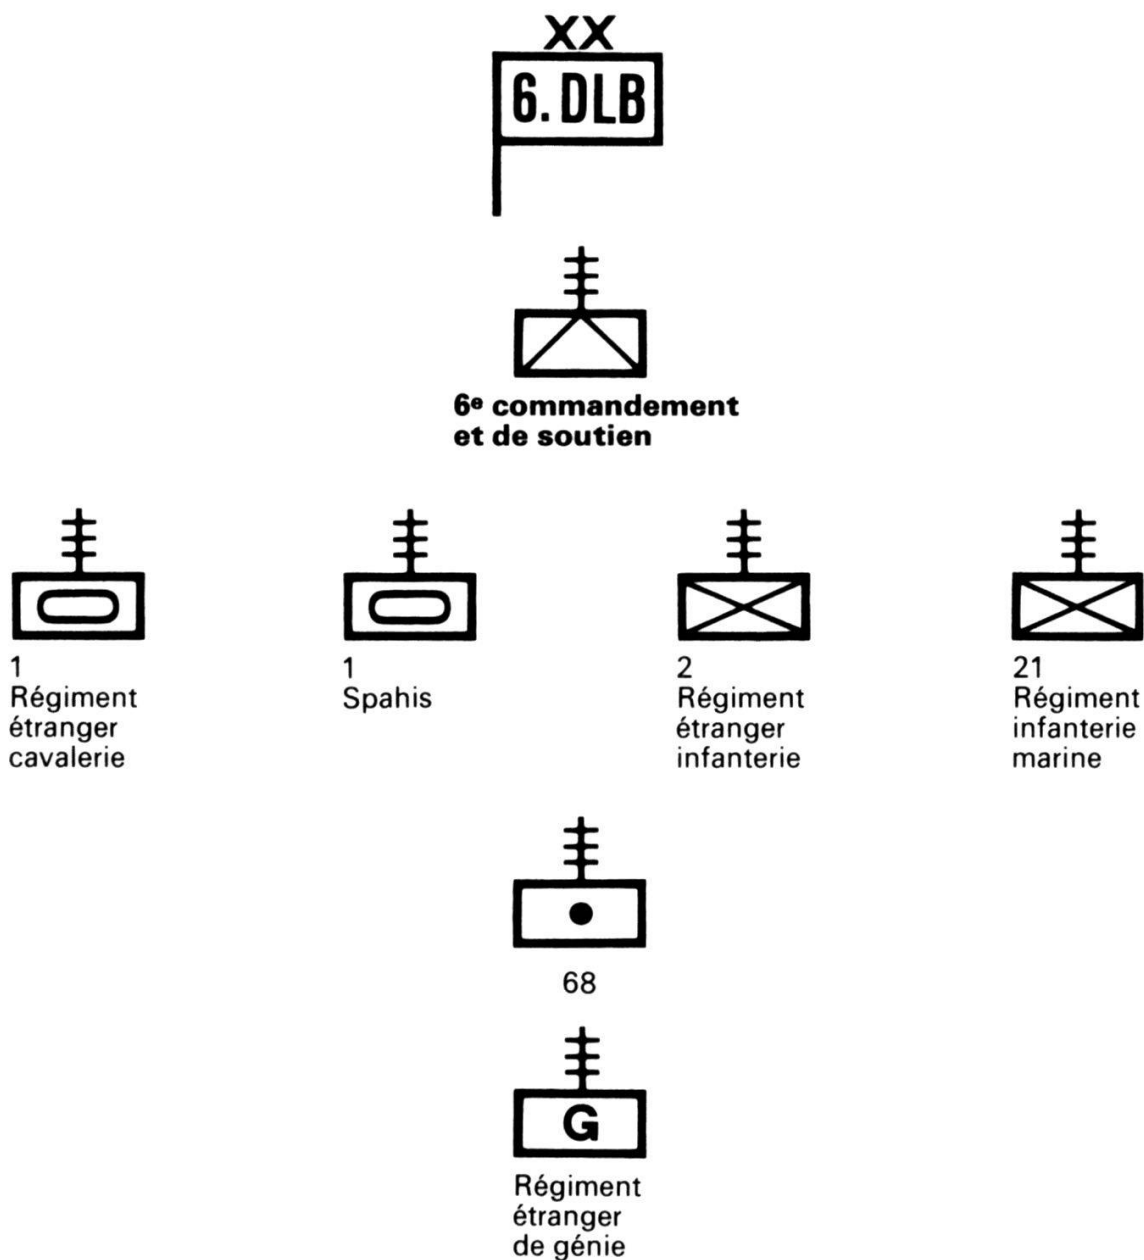 XX
6. DLB
6e commandement
et de soutien
1
Régiment
étranger
cavalerie
1
Spahis
2
Régiment
étranger
infanterie
21
Régiment
infanterie
marine
68
G
Régiment
étranger
de génie